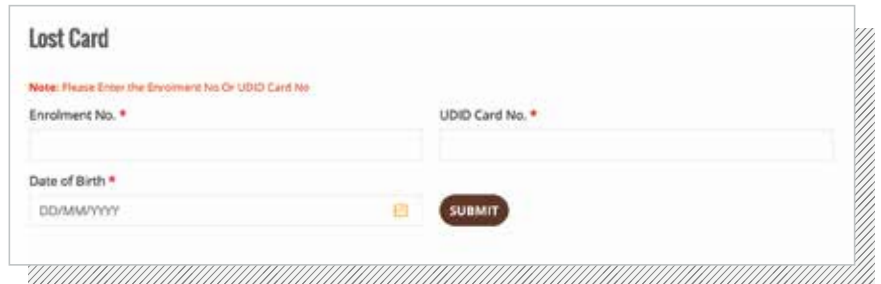 Lost Card
Note: Please Enter the Enrolment No Or UDID Card No
Enrolment No. *
UDID Card No. *
Date of Birth *
DD/MM/YYYY
SUBMIT